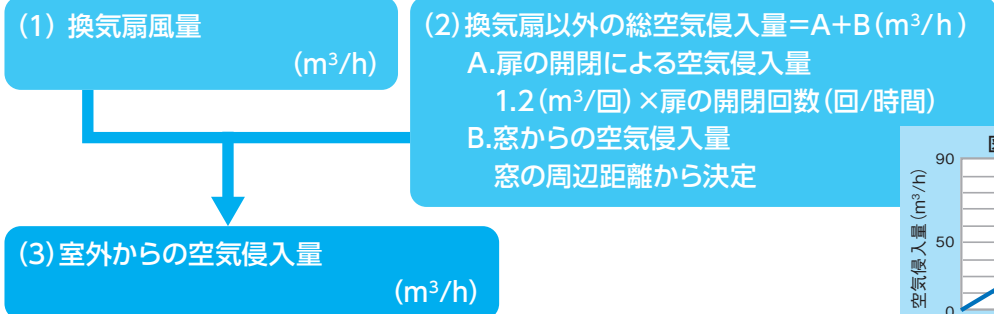 (1) 換気扇風量
(m³/h)
(2)換気扇以外の総空気侵入量=A+B(m³/h)
A.扉の開閉による空気侵入量
1.2(m³/回)×扉の開閉回数(回/時間)
B.窓からの空気侵入量
窓の周辺距離から決定
(3)室外からの空気侵入量
(m³/h)
90
50
0
空気侵入量(m³/h)